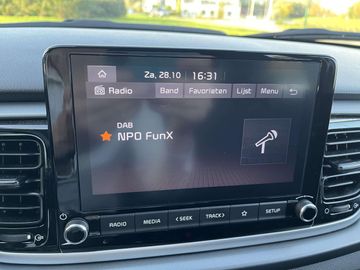 Za, 28.10 16:31
Radio Band Favorieten Lijst Menu
DAB
NPO FunX
RADIO MEDIA < SEEK TRACK > SETUP